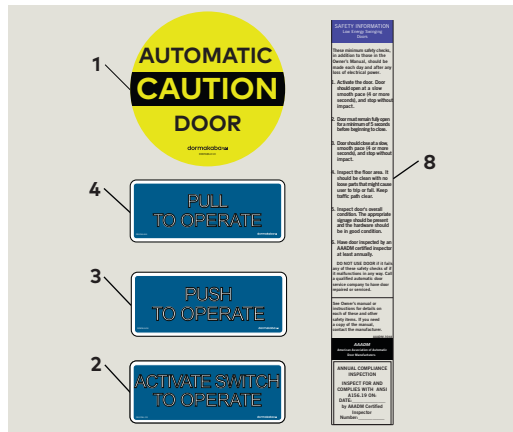 1
AUTOMATIC
CAUTION
DOOR
dormakaba
4
PULL
TO OPERATE
3
PUSH
TO OPERATE
2
ACTIVATE SWITCH
TO OPERATE
SAFETY INFORMATION
Low Energy Swinging
Doors
These minimum safety checks,
in addition to those in the
Owner's Manual, should be
made each day and after any
loss of electrical power.
1. Activate the door. Door
should open at a slow
smooth pace (4 or more
seconds), and stop without
impact.
2. Door must remain fully open
for a minimum of 5 seconds
before beginning to close.
3. Door should close at a slow,
smooth pace (4 or more
seconds), and stop without
impact.
4. Inspect the floor area. It
should be clean with no
loose parts that might cause
user to trip or fall. Keep
traffic path clear.
5. Inspect door's overall
condition. The appropriate
signage should be present
and the hardware should
be in good condition.
6. Have door inspected by an
AAADM certified inspector
at least annually.
DO NOT USE DOOR if it fails
any of these safety checks of if
it malfunctions in any way. Call
a qualified automatic door
service company to have door
repaired or serviced.
See Owner's manual or
instructions for details on
each of these and other
safety items. If you need
a copy of the manual,
contact the manufacturer.
AAADM
American Association of Automatic
Door Manufacturers
ANNUAL COMPLIANCE
INSPECTION
INSPECT FOR AND
COMPLIES WITH ANSI
A156.19 ON:
DATE:
by AAADM Certified
Inspector
Number:
8